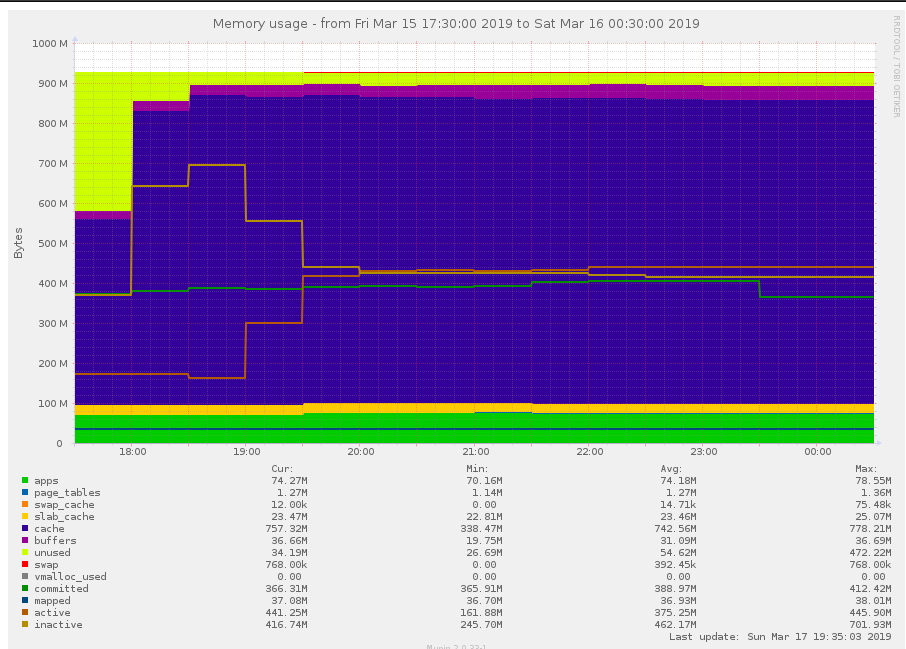 Memory usage - from Fri Mar 15 17:30:00 2019 to Sat Mar 16 00:30:00 2019
RRDTOOL / TOBI OETIKER
1000 M
900 M
800 M
700 M
600 M
500 M
400 M
300 M
200 M
100 M
0
Bytes
18:00 19:00 20:00 21:00 22:00 23:00 00:00
Cur: Min: Avg: Max:
apps 74.27M 70.16M 74.18M 78.55M
page_tables 1.27M 1.14M 1.27M 1.36M
swap_cache 12.00k 0.00 14.71k 75.48k
slab_cache 23.47M 22.81M 23.46M 25.07M
cache 757.32M 338.47M 742.56M 778.21M
buffers 36.66M 19.75M 31.09M 36.69M
unused 34.19M 26.69M 54.62M 472.22M
swap 768.00k 0.00 392.45k 768.00k
vmalloc_used 0.00 0.00 0.00 0.00
committed 366.31M 365.91M 388.97M 412.42M
mapped 37.08M 36.70M 36.93M 38.01M
active 441.25M 161.88M 375.25M 445.90M
inactive 416.74M 245.70M 462.17M 701.93M
Last update: Sun Mar 17 19:35:03 2019